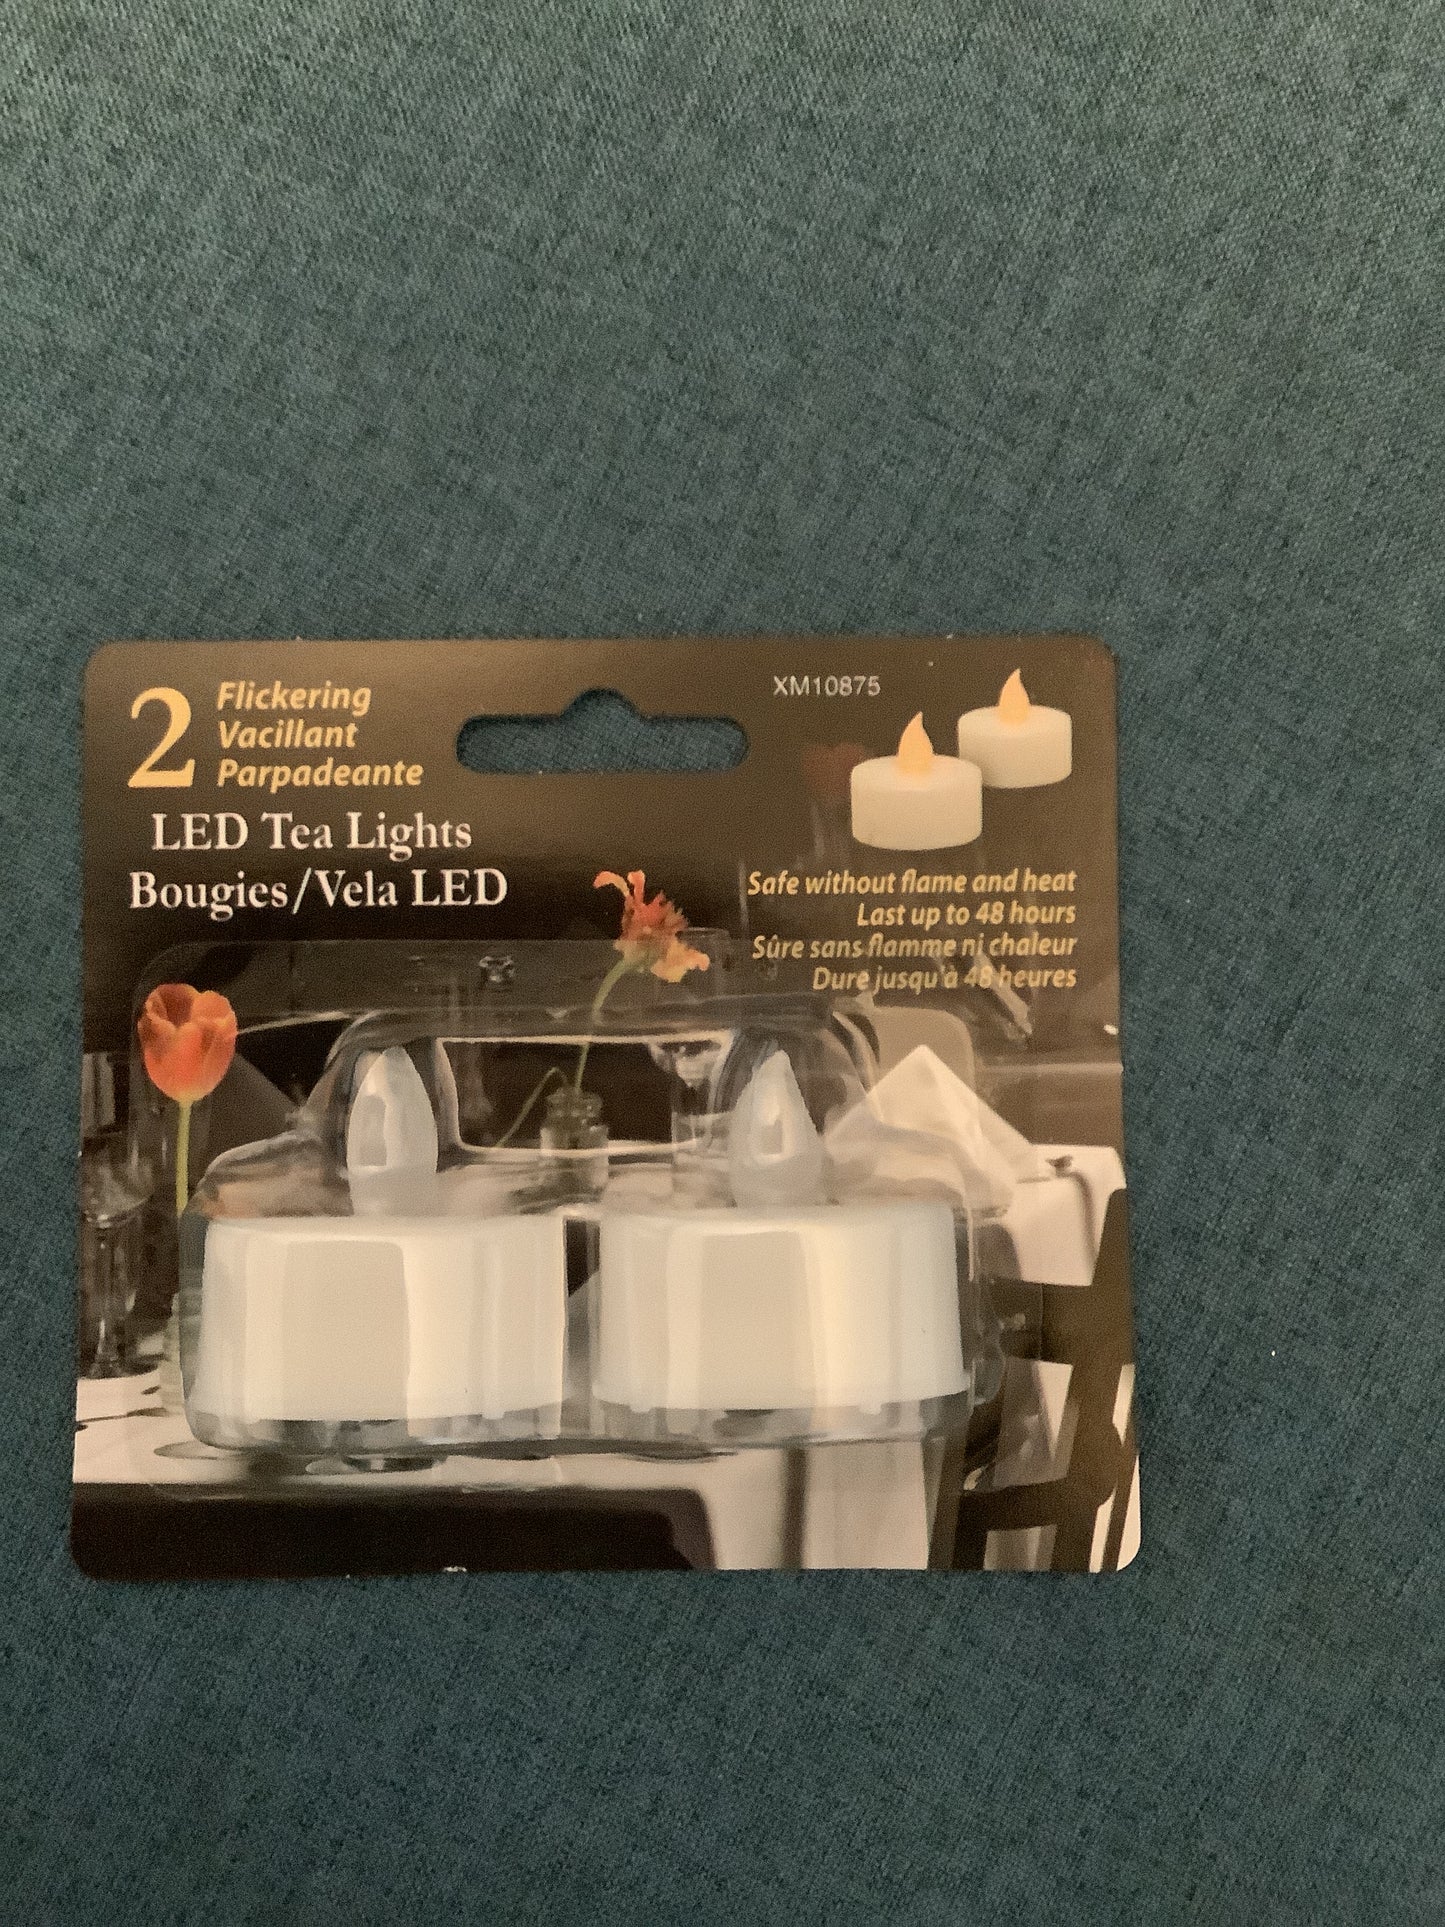 2 Flickering
Vacillant
Parpadeante
LED Tea Lights
Bougies/Vela LED
XM10875
Safe without flame and heat
Last up to 48 hours
Sûre sans flamme ni chaleur
Dure jusqu'à 48 heures